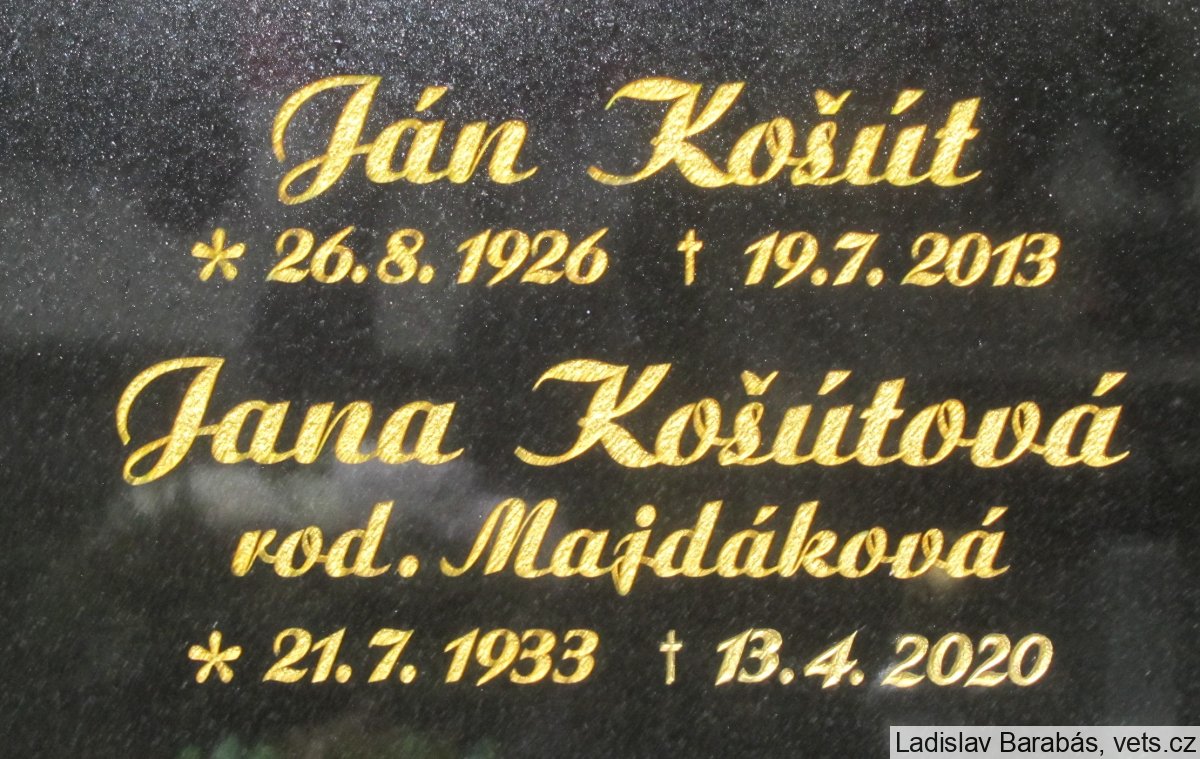 Ján Košút
* 26.8.1926 † 19.7.2013
Jana Košútová
rod. Majdáková
* 21.7.1933 † 13.4.2020
Ladislav Barabás, vets.cz